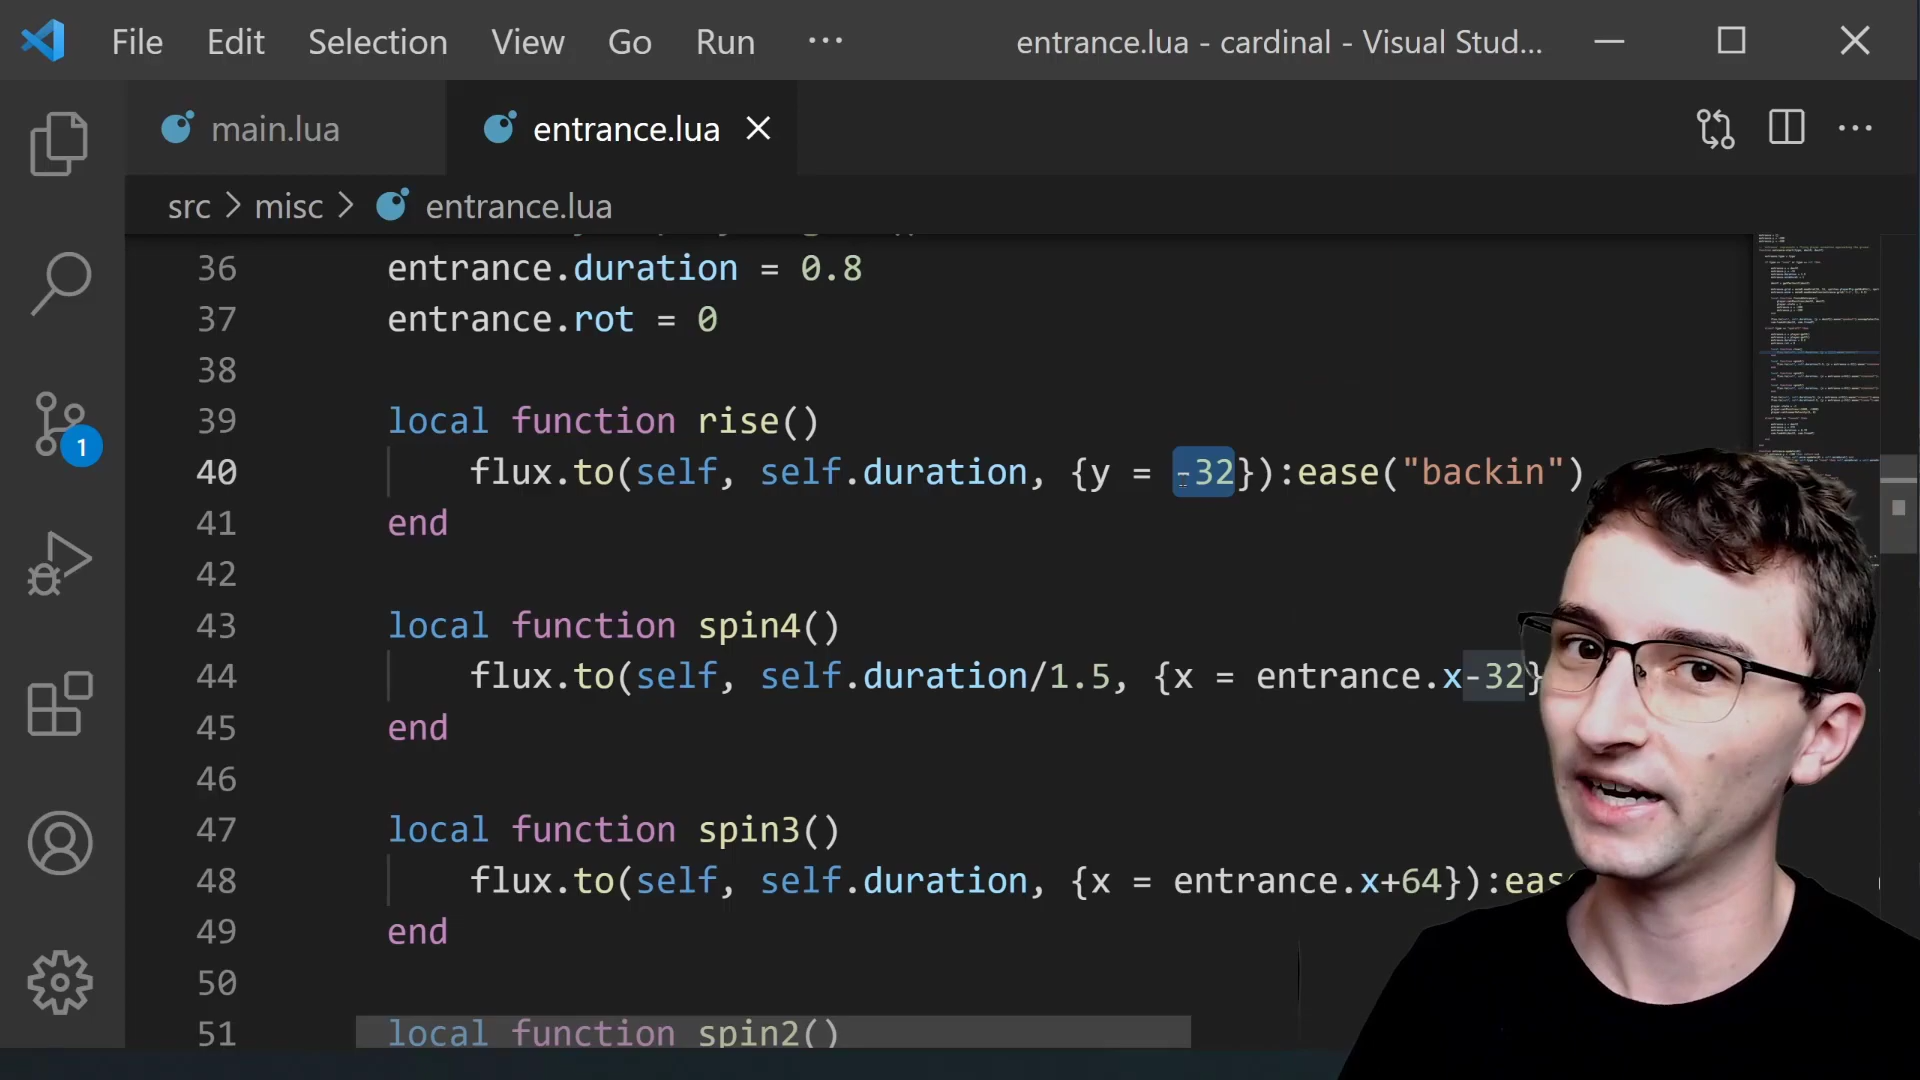 File Edit Selection View Go Run ··· entrance.lua - cardinal - Visual Stud...
main.lua entrance.lua
src > misc > entrance.lua
36 entrance.duration = 0.8
37 entrance.rot = 0
38
39 local function rise()
40 flux.to(self, self.duration, {y = -32}):ease("backin")
41 end
42
43 local function spin4()
44 flux.to(self, self.duration/1.5, {x = entrance.x-32}
45 end
46
47 local function spin3()
48 flux.to(self, self.duration, {x = entrance.x+64}):ease
49 end
50
51 local function spin2()
1